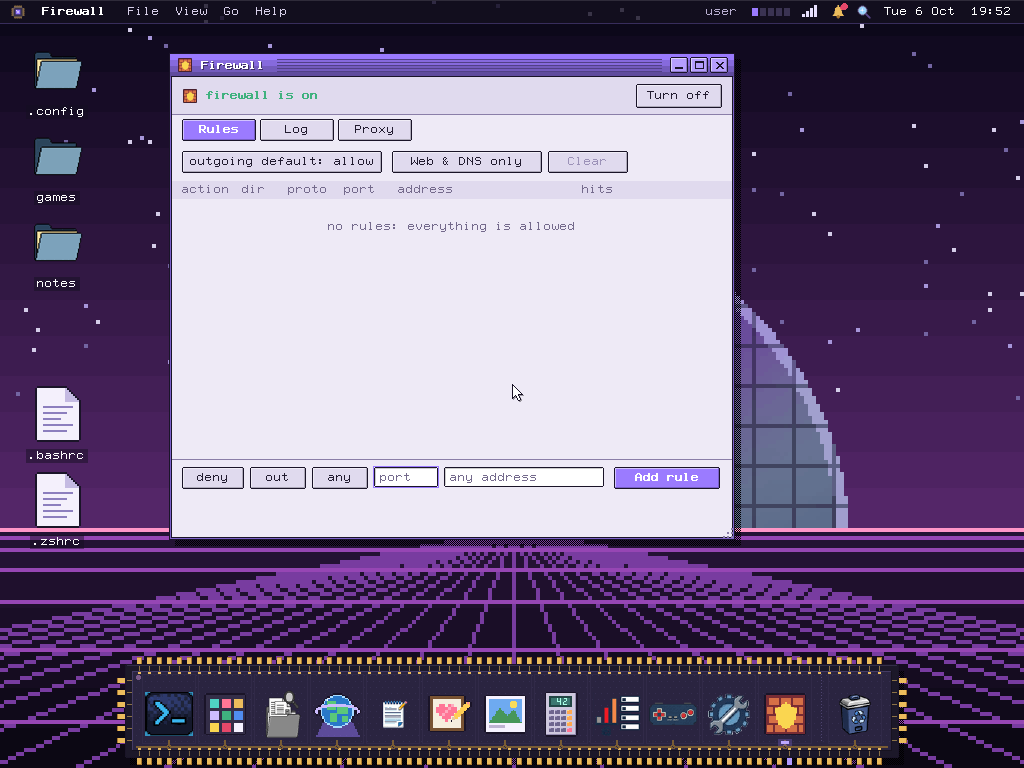 Firewall File View Go Help user Tue 6 Oct 19:52
.config
games
notes
.bashrc
.zshrc
Firewall
firewall is on Turn off
Rules Log Proxy
outgoing default: allow Web & DNS only Clear
action dir proto port address hits
no rules: everything is allowed
deny out any port any address Add rule
42